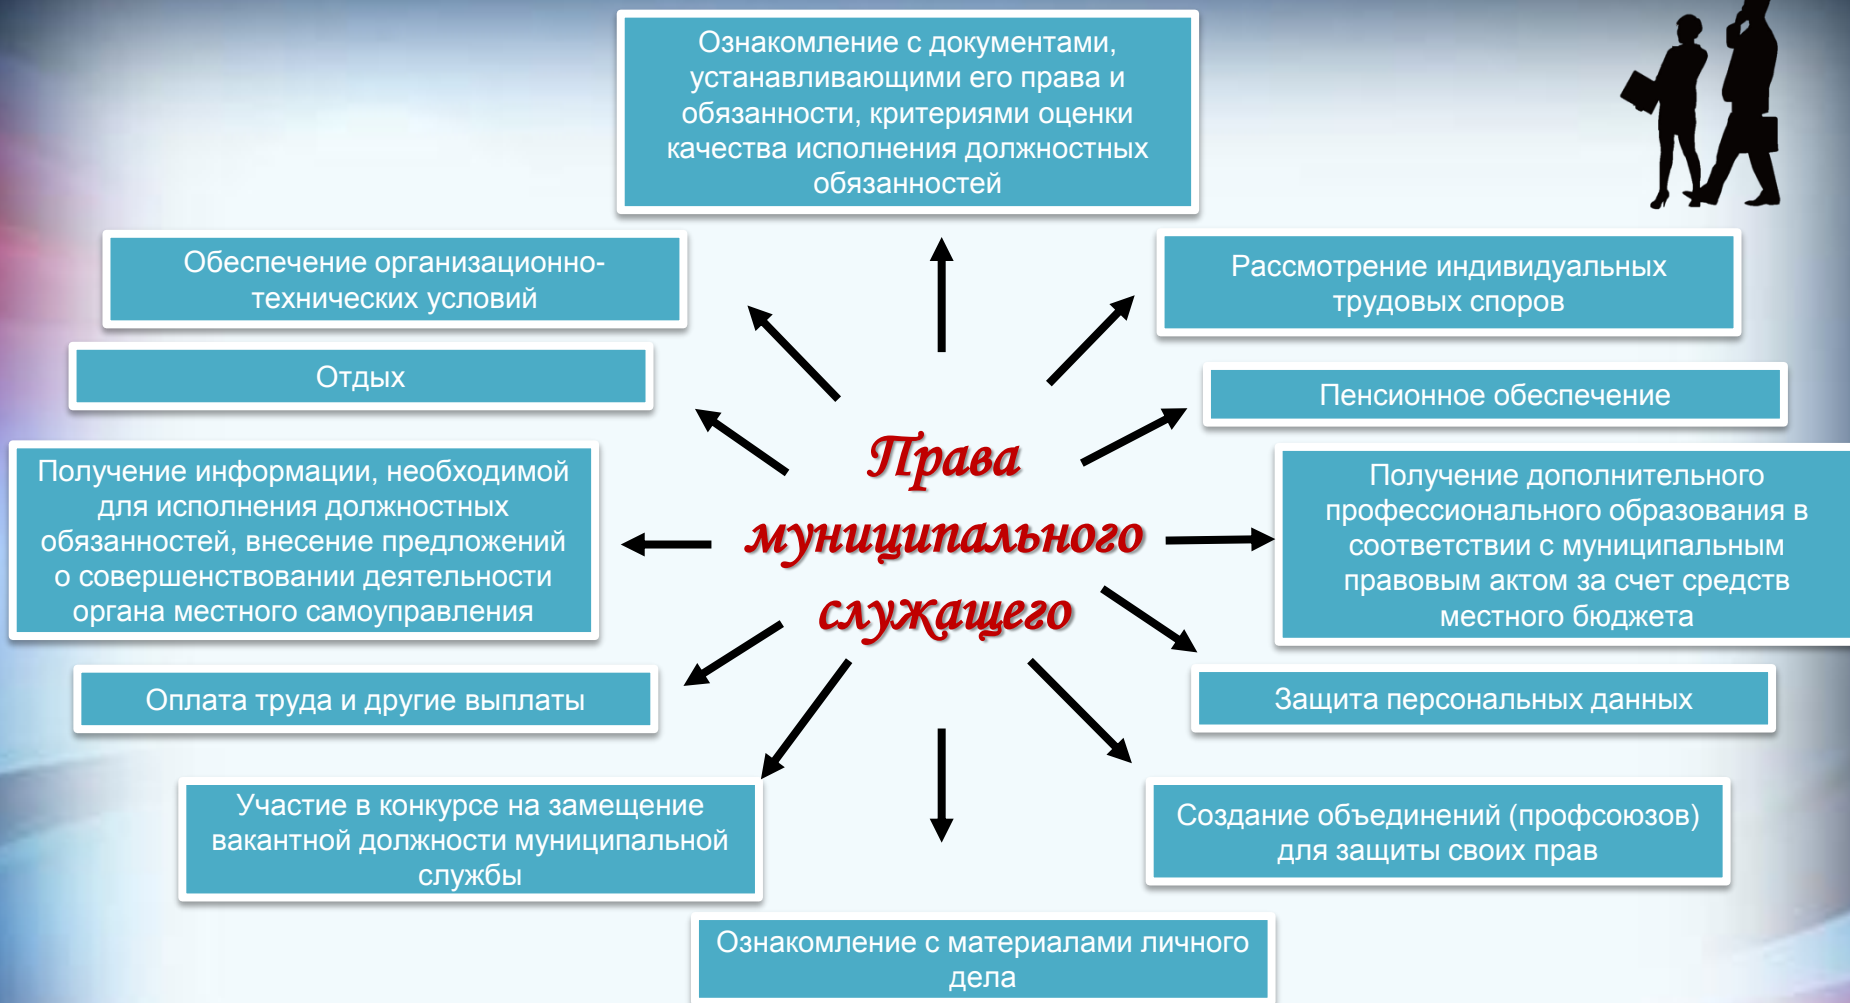 Ознакомление с документами,
устанавливающими его права и
обязанности, критериями оценки
качества исполнения должностных
обязанностей
Обеспечение организационно-
технических условий
Рассмотрение индивидуальных
трудовых споров
Отдых
Пенсионное обеспечение
Получение информации, необходимой
для исполнения должностных
обязанностей, внесение предложений
о совершенствовании деятельности
органа местного самоуправления
Права
муниципального
служащего
Получение дополнительного
профессионального образования в
соответствии с муниципальным
правовым актом за счет средств
местного бюджета
Оплата труда и другие выплаты
Защита персональных данных
Участие в конкурсе на замещение
вакантной должности муниципальной
службы
Создание объединений (профсоюзов)
для защиты своих прав
Ознакомление с материалами личного
дела